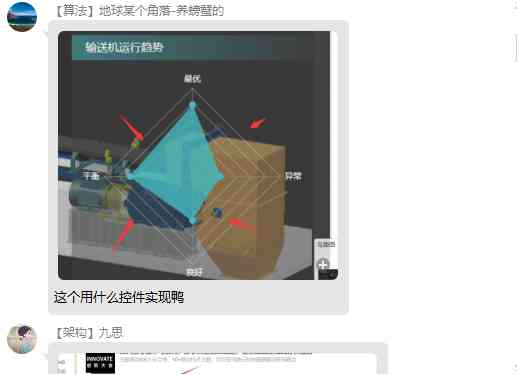 【算法】地球某个角落-养螃蟹的
输送机运行趋势
最优
平衡
异常
良好
这个用什么控件实现鸭
【架构】九思
INNOVATE